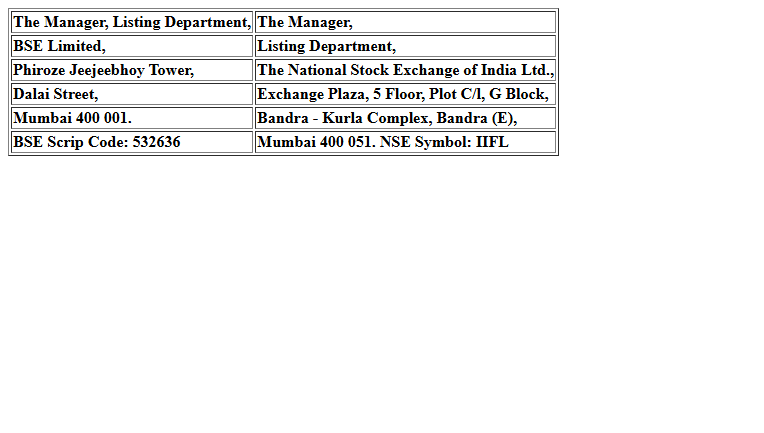 The Manager, Listing Department, The Manager,
BSE Limited, Listing Department,
Phiroze Jeejeebhoy Tower, The National Stock Exchange of India Ltd.,
Dalai Street, Exchange Plaza, 5 Floor, Plot C/l, G Block,
Mumbai 400 001. Bandra - Kurla Complex, Bandra (E),
BSE Scrip Code: 532636 Mumbai 400 051. NSE Symbol: IIFL